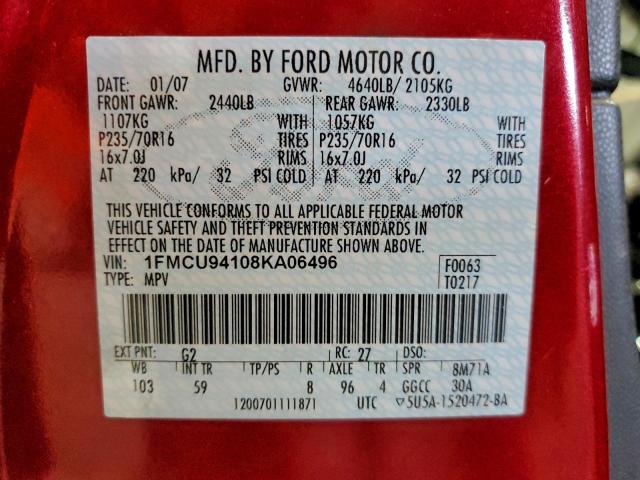 MFD. BY FORD MOTOR CO.
DATE: 01/07 GVWR: 4640LB/ 2105KG
FRONT GAWR: 2440LB REAR GAWR: 2330LB
1107KG WITH 1057KG WITH
P235/70R16 TIRES P235/70R16 TIRES
16x7.0J RIMS 16x7.0J RIMS
AT 220 kPa/ 32 PSI COLD AT 220 kPa/ 32 PSI COLD
THIS VEHICLE CONFORMS TO ALL APPLICABLE FEDERAL MOTOR
VEHICLE SAFETY AND THEFT PREVENTION STANDARDS IN
EFFECT ON THE DATE OF MANUFACTURE SHOWN ABOVE.
VIN: 1FMCU94108KA06496 F0063
TYPE: MPV T0217
EXT PNT: G2 RC: 27 DSO:
WB INT TR TP/PS R AXLE TR SPR 8M71A
103 59 8 96 4 GGCC 30A
1200701111871 UTC ▽5U5A-1520472-BA